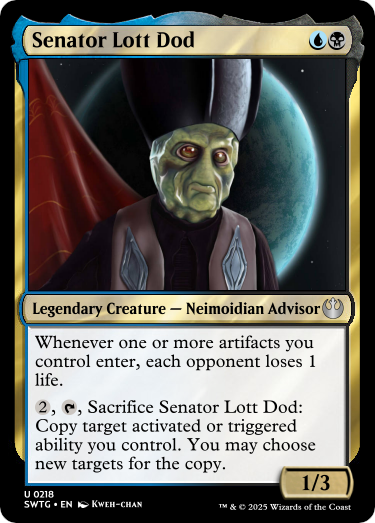 Senator Lott Dod
Legendary Creature — Neimoidian Advisor
Whenever one or more artifacts you
control enter, each opponent loses 1
life.
2, Sacrifice Senator Lott Dod:
Copy target activated or triggered
ability you control. You may choose
new targets for the copy.
1/3
U 0218
SWTG • EN Kweh-chan
™ & © 2025 Wizards of the Coast